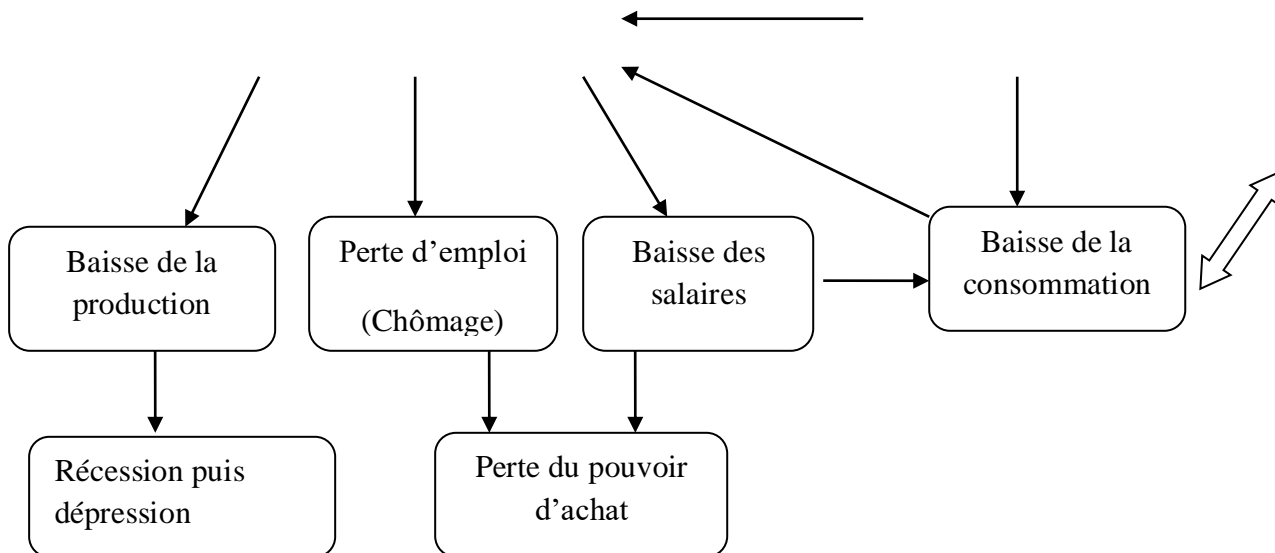 Baisse de la
production
Perte d’emploi
(Chômage)
Baisse des
salaires
Baisse de la
consommation
Récession puis
dépression
Perte du pouvoir
d’achat